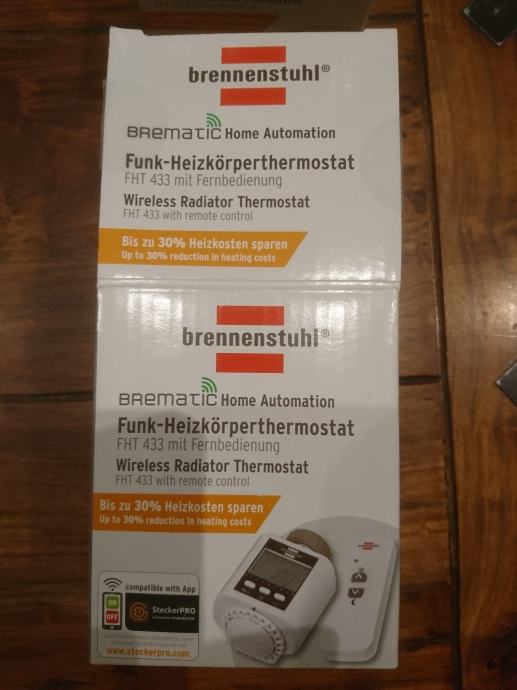 brennenstuhl®
Brematic Home Automation
Funk-Heizkörperthermostat
FHT 433 mit Fernbedienung
Wireless Radiator Thermostat
FHT 433 with remote control
Bis zu 30% Heizkosten sparen
Up to 30% reduction in heating costs
brennenstuhl®
Brematic Home Automation
Funk-Heizkörperthermostat
FHT 433 mit Fernbedienung
Wireless Radiator Thermostat
FHT 433 with remote control
Bis zu 30% Heizkosten sparen
Up to 30% reduction in heating costs
brennenstuhl
compatible with App
ON
OFF
SteckerPRO
www.steckerpro.com